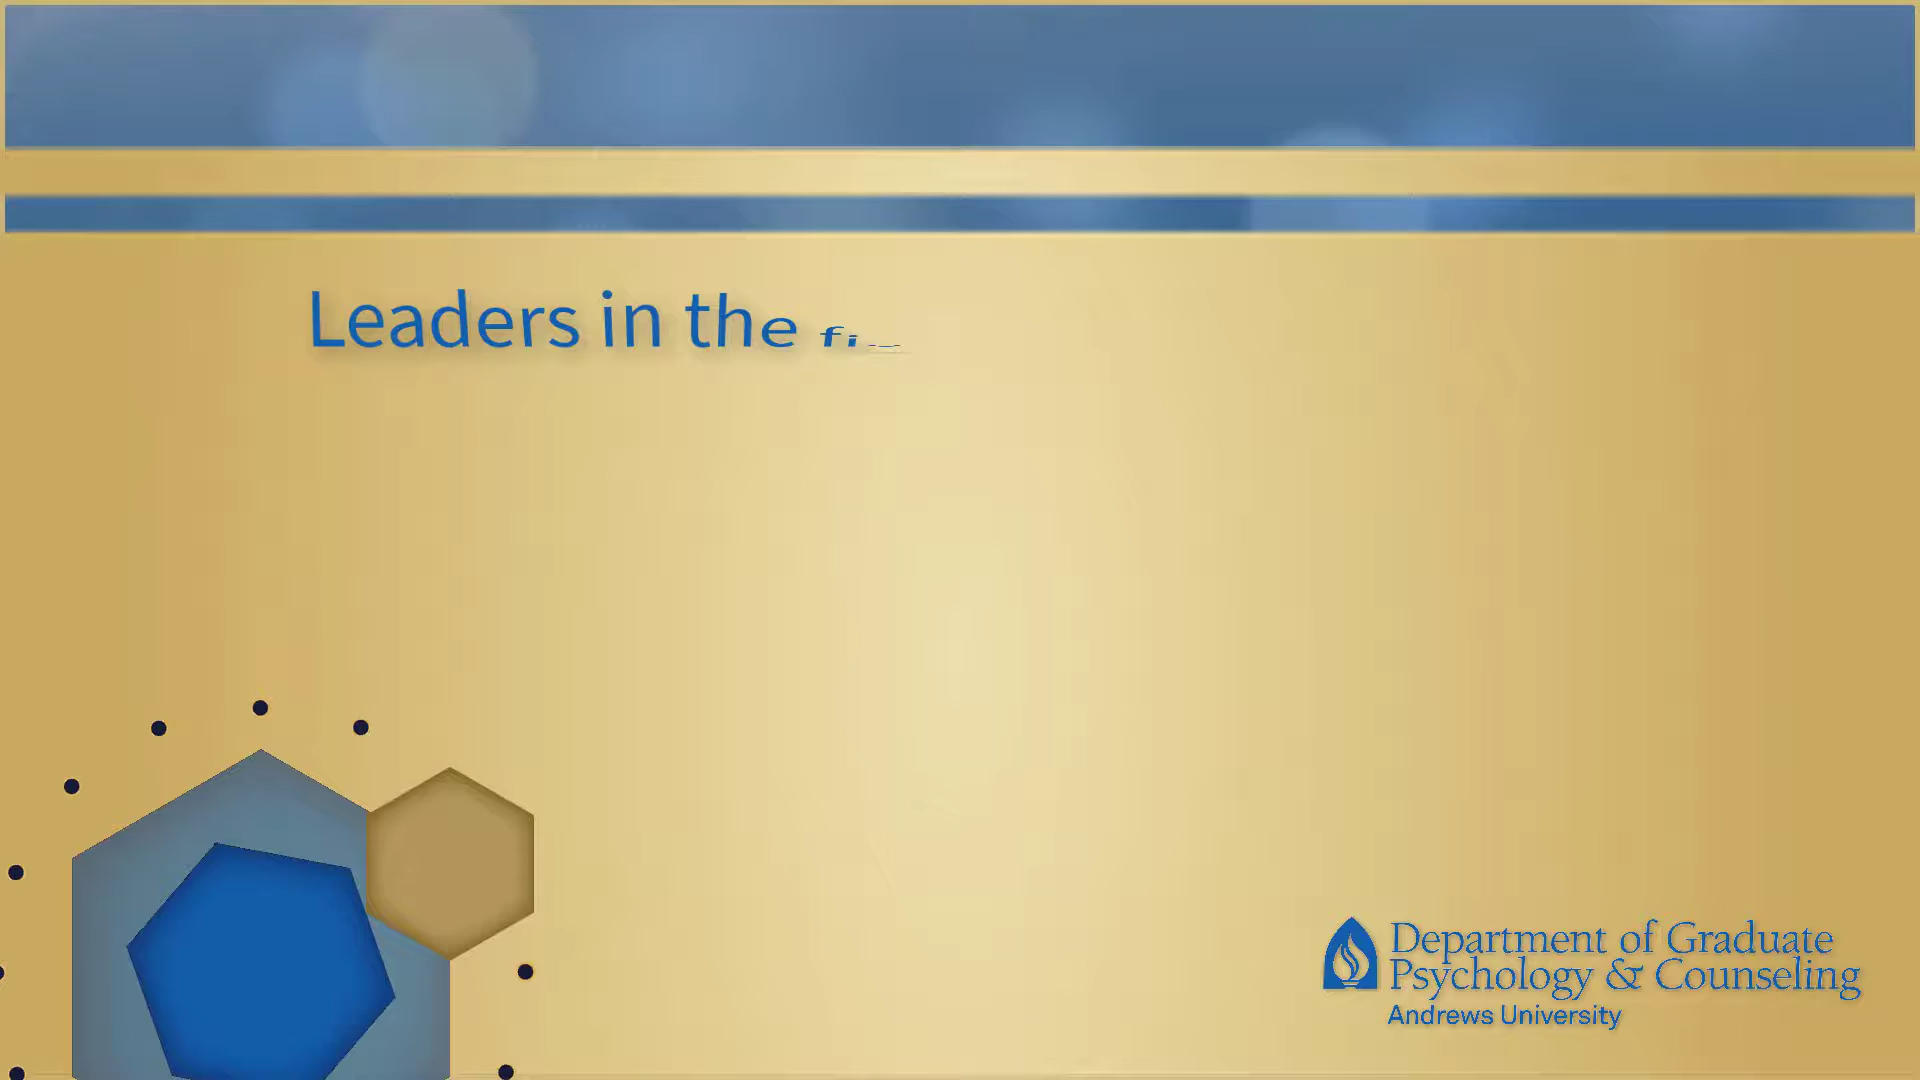 Leaders in the
Department of Graduate
Psychology & Counseling
Andrews University